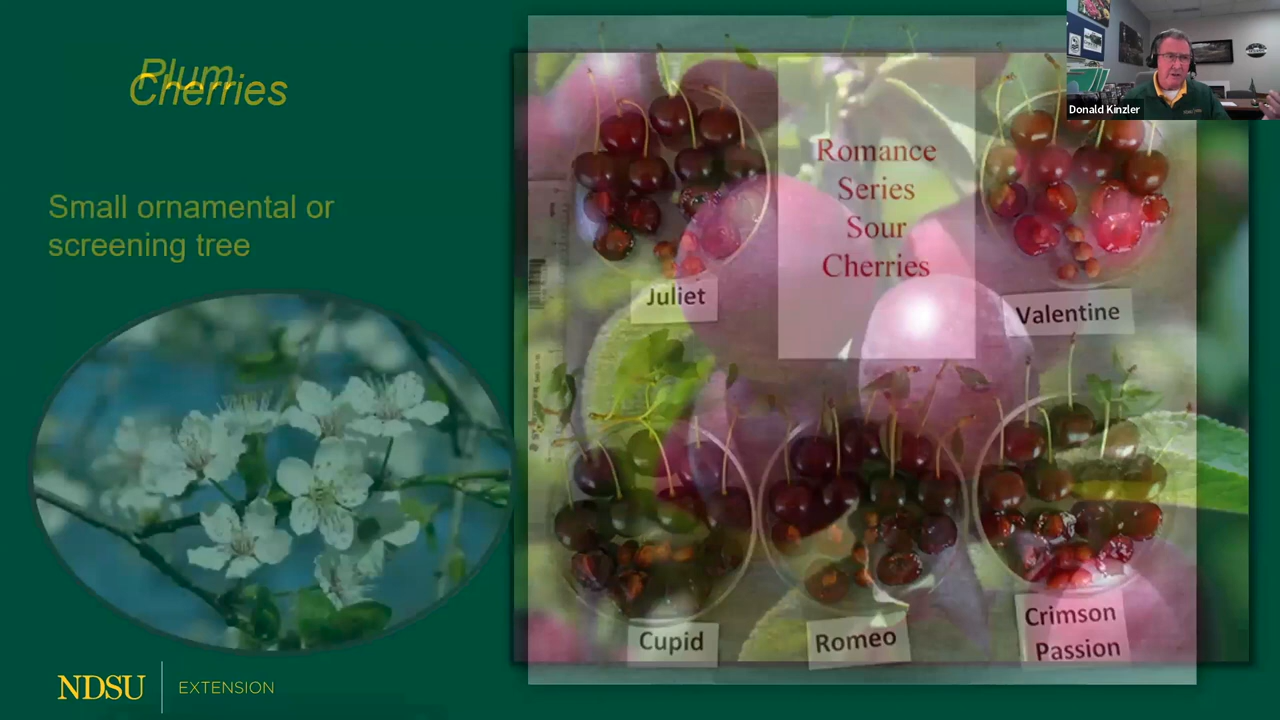 Donald Kinzler
Plum
Cherries
Small ornamental or
screening tree
Romance
Series
Sour
Cherries
Juliet
Valentine
Cupid
Romeo
Crimson
Passion
NDSU
EXTENSION